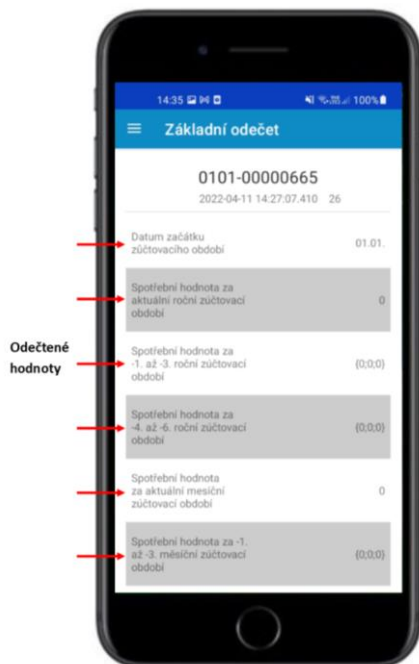 14:35
100%
Základní odečet
0101-00000665
2022-04-11 14:27:07.410 26
Datum začátku
zúčtovacího období
01.01.
Spotřební hodnota za
aktuální roční zúčtovací
období
0
Odečtené
hodnoty
Spotřební hodnota za
-1. až -3. roční zúčtovací
období
{0;0;0}
Spotřební hodnota za
-4. až -6. roční zúčtovací
období
{0;0;0}
Spotřební hodnota
za aktuální mesíční
zúčtovací období
0
Spotřební hodnota za -1.
až -3. měsíční zúčtovací
období
{0;0;0}